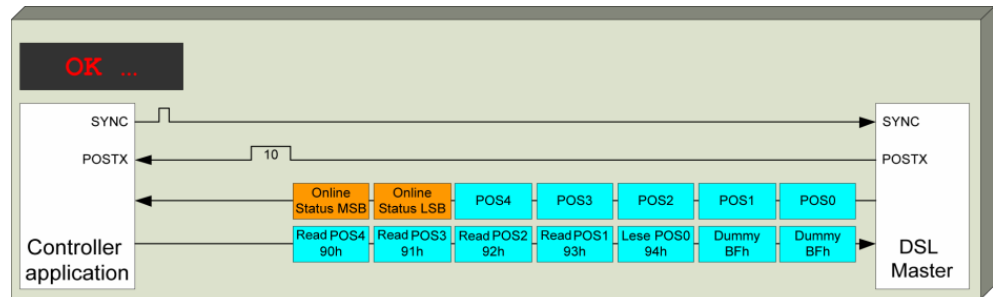 OK ...
SYNC
SYNC
POSTX
10
POSTX
Online
Status MSB
Online
Status LSB
POS4
POS3
POS2
POS1
POS0
Read POS4
90h
Read POS3
91h
Read POS2
92h
Read POS1
93h
Lese POS0
94h
Dummy
BFh
Dummy
BFh
Controller
application
DSL
Master